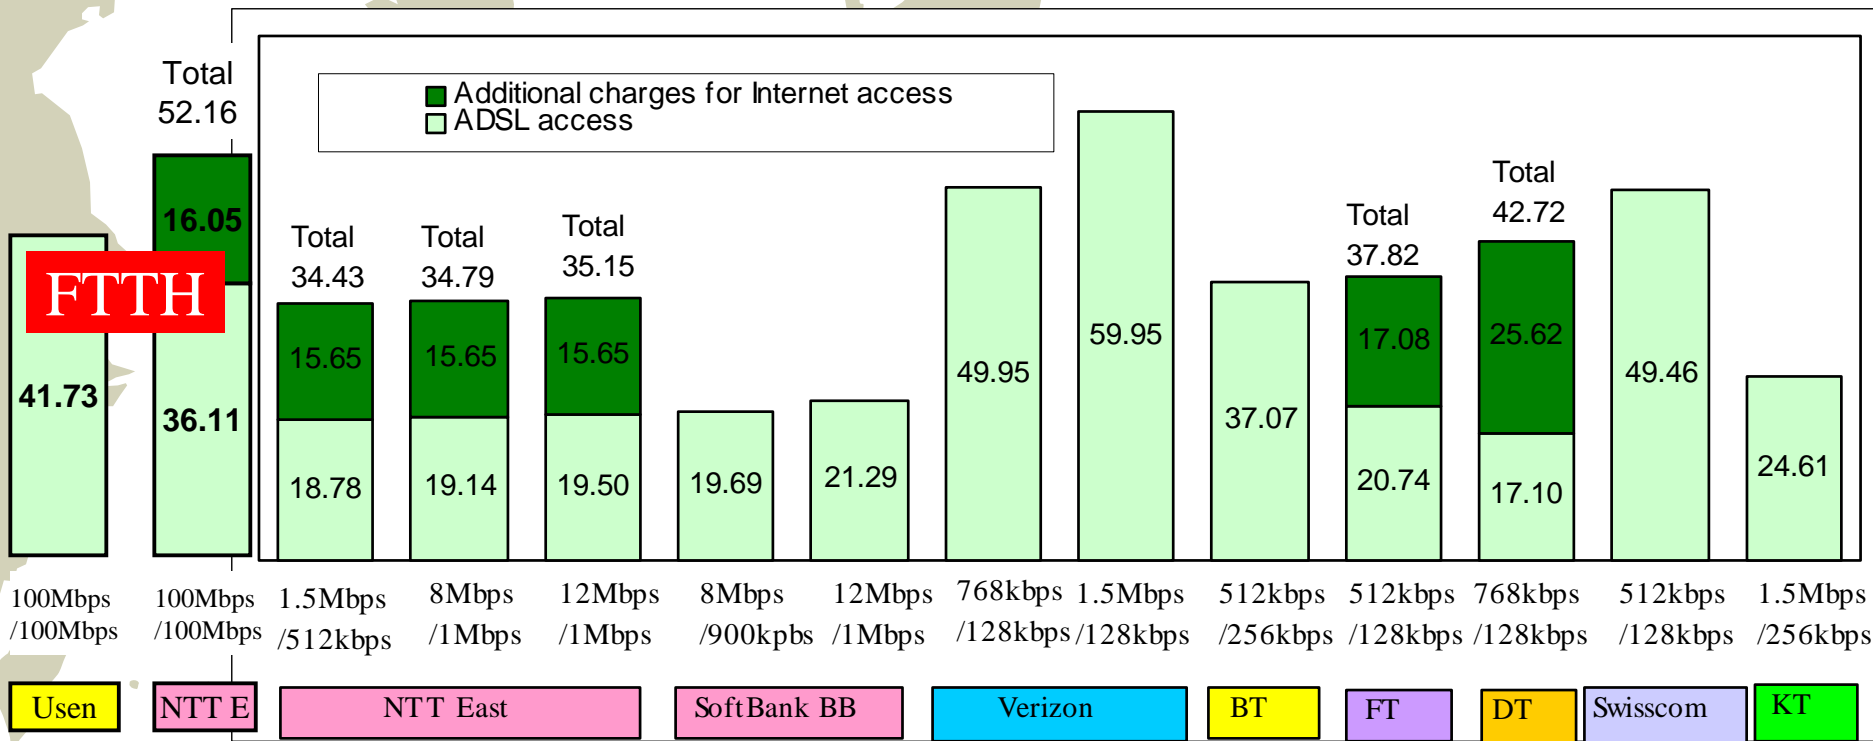 Total
52.16
Additional charges for Internet access
ADSL access
16.05
FTTH
41.73
36.11
Total
34.43
15.65
18.78
Total
34.79
15.65
19.14
Total
35.15
15.65
19.50
19.69
21.29
49.95
59.95
37.07
Total
37.82
17.08
20.74
Total
42.72
25.62
17.10
49.46
24.61
100Mbps
/100Mbps
100Mbps
/100Mbps
1.5Mbps
/512kbps
8Mbps
/1Mbps
12Mbps
/1Mbps
8Mbps
/900kpbs
12Mbps
/1Mbps
768kbps
/128kbps
1.5Mbps
/128kbps
512kbps
/256kbps
512kbps
/128kbps
768kbps
/128kbps
512kbps
/128kbps
1.5Mbps
/256kbps
Usen
NTT E
NTT East
SoftBank BB
Verizon
BT
FT
DT
Swisscom
KT